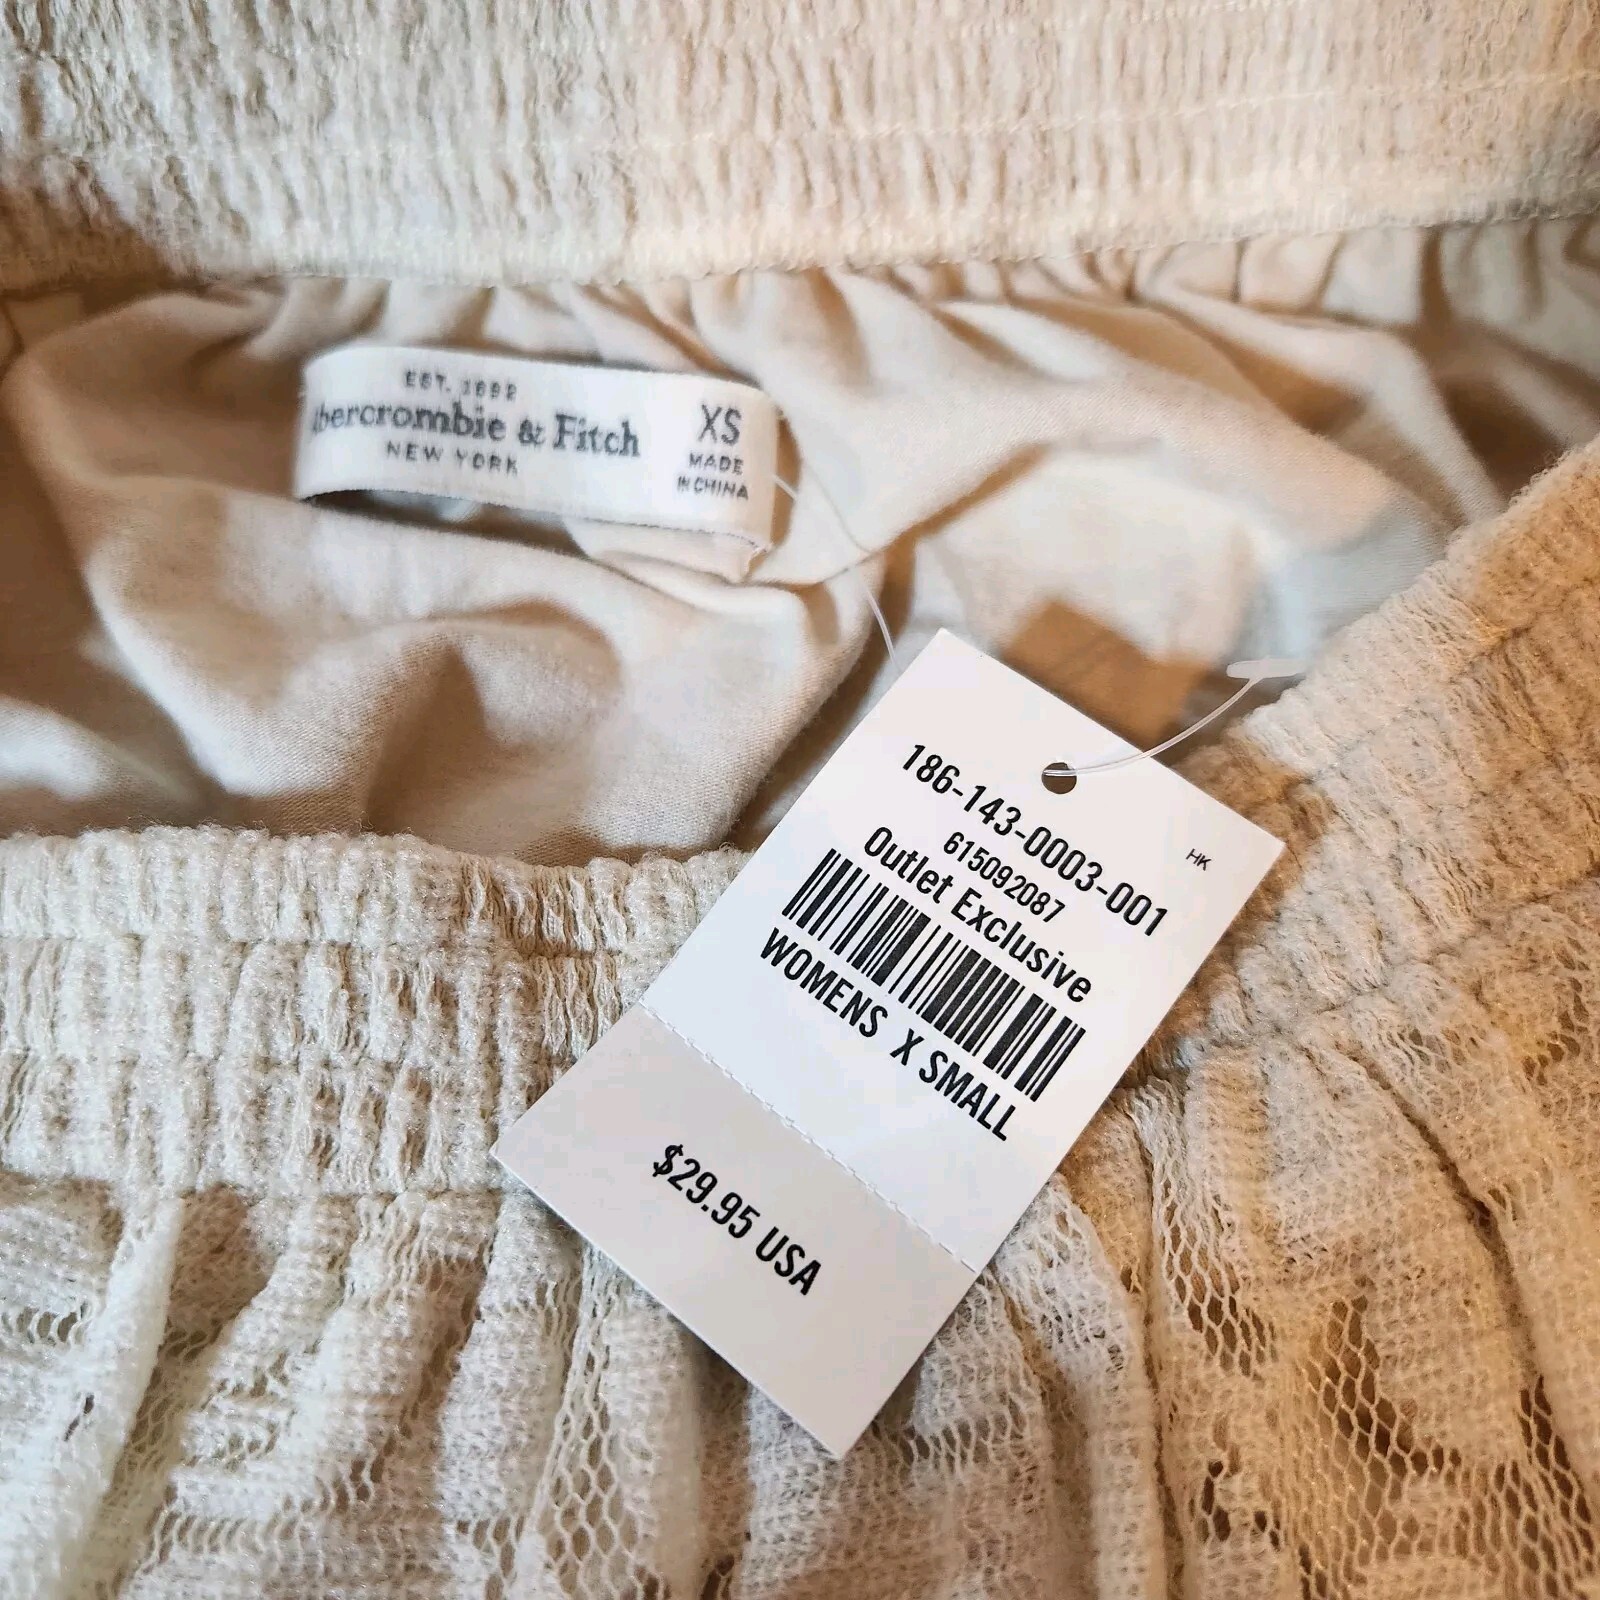 EST. 1892
Abercrombie & Fitch
NEW YORK
XS
MADE
IN CHINA
186-143-0003-001
HK
615092087
Outlet Exclusive
WOMENS X SMALL
$29.95 USA